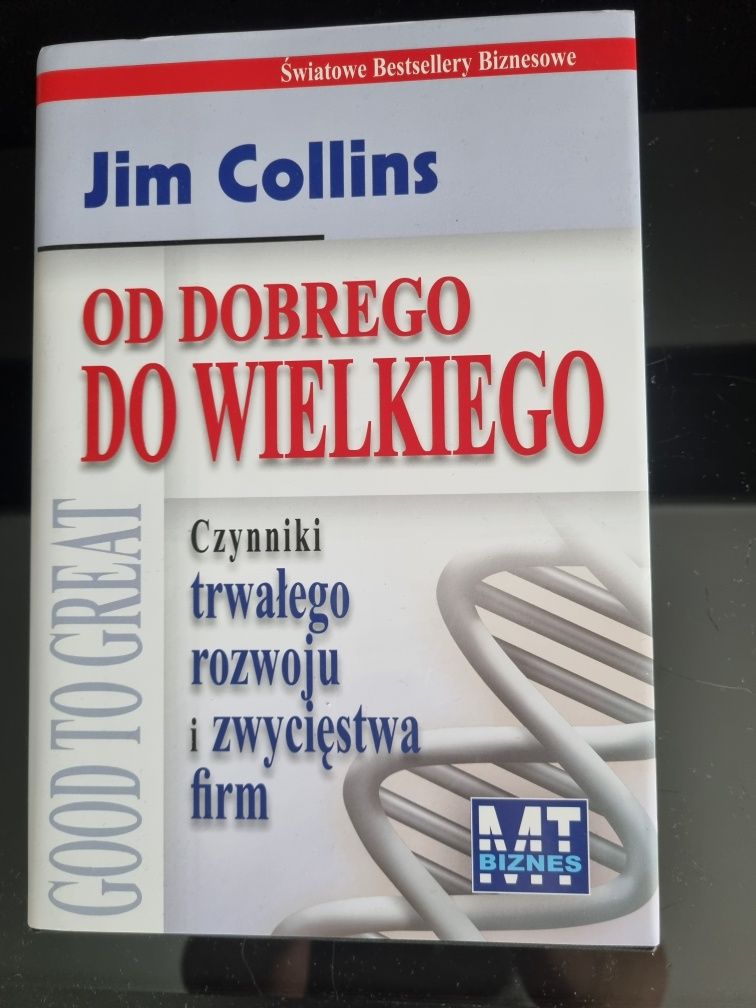 Światowe Bestsellery Biznesowe
Jim Collins
OD DOBREGO
DO WIELKIEGO
GOOD TO GREAT
Czynniki
trwałego
rozwoju
i zwycięstwa
firm
MT
BIZNES